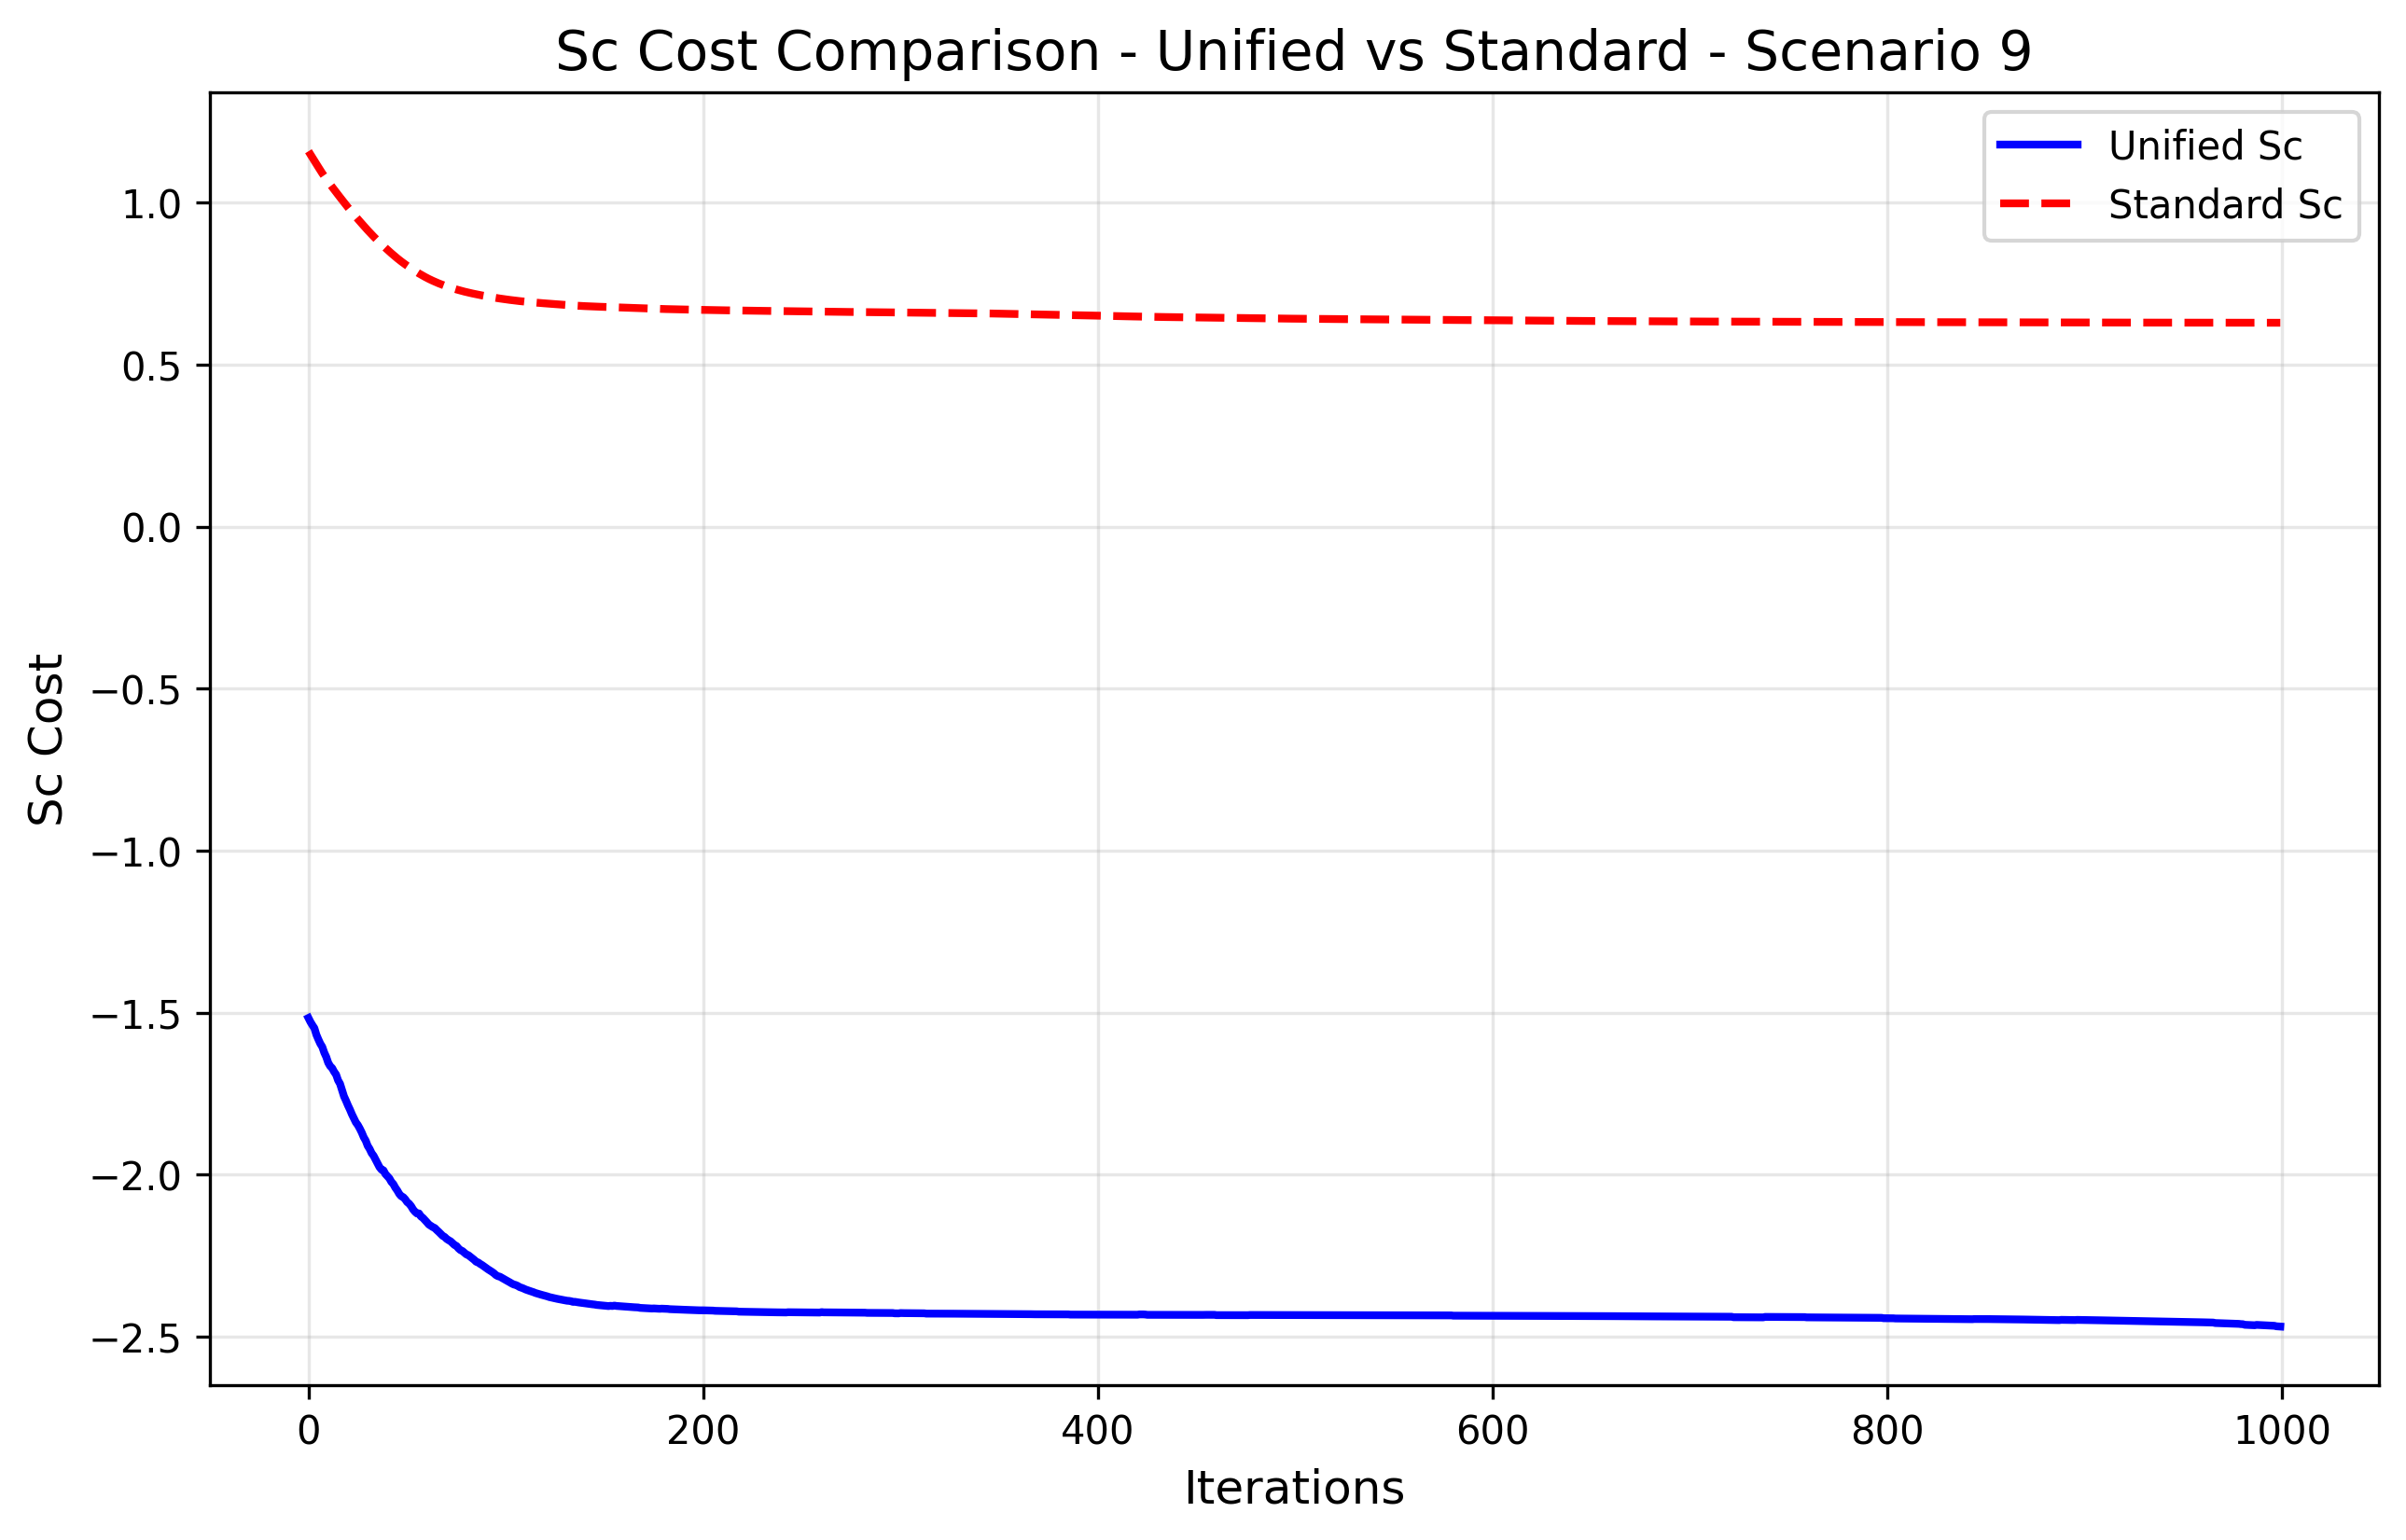 Sc Cost Comparison - Unified vs Standard - Scenario 9
Unified Sc
Standard Sc
1.0
0.5
0.0
−0.5
−1.0
−1.5
−2.0
−2.5
Sc Cost
0 200 400 600 800 1000
Iterations